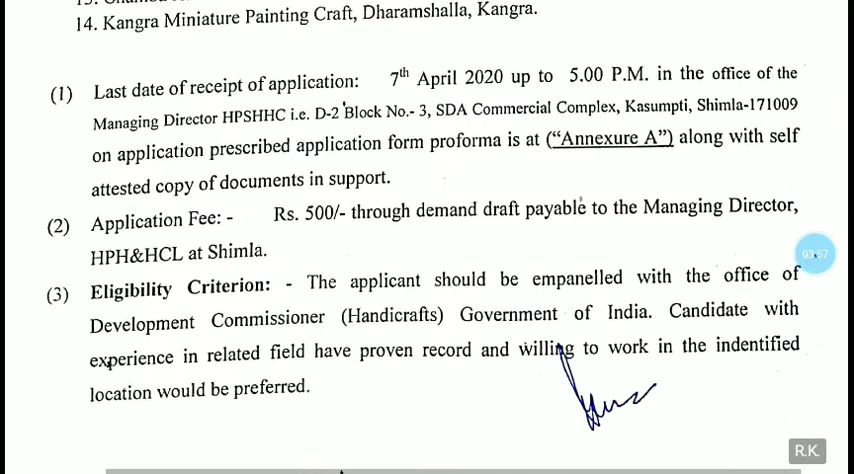 14. Kangra Miniature Painting Craft, Dharamshalla, Kangra.
(1) Last date of receipt of application: 7th April 2020 up to 5.00 P.M. in the office of the
Managing Director HPSHHC i.e. D-2 Block No.- 3, SDA Commercial Complex, Kasumpti, Shimla-171009
on application prescribed application form proforma is at (“Annexure A”) along with self
attested copy of documents in support.
(2) Application Fee: - Rs. 500/- through demand draft payable to the Managing Director,
HPH&HCL at Shimla.
03:57
(3) Eligibility Criterion: - The applicant should be empanelled with the office of
Development Commissioner (Handicrafts) Government of India. Candidate with
experience in related field have proven record and willing to work in the indentified
location would be preferred.
R.K.